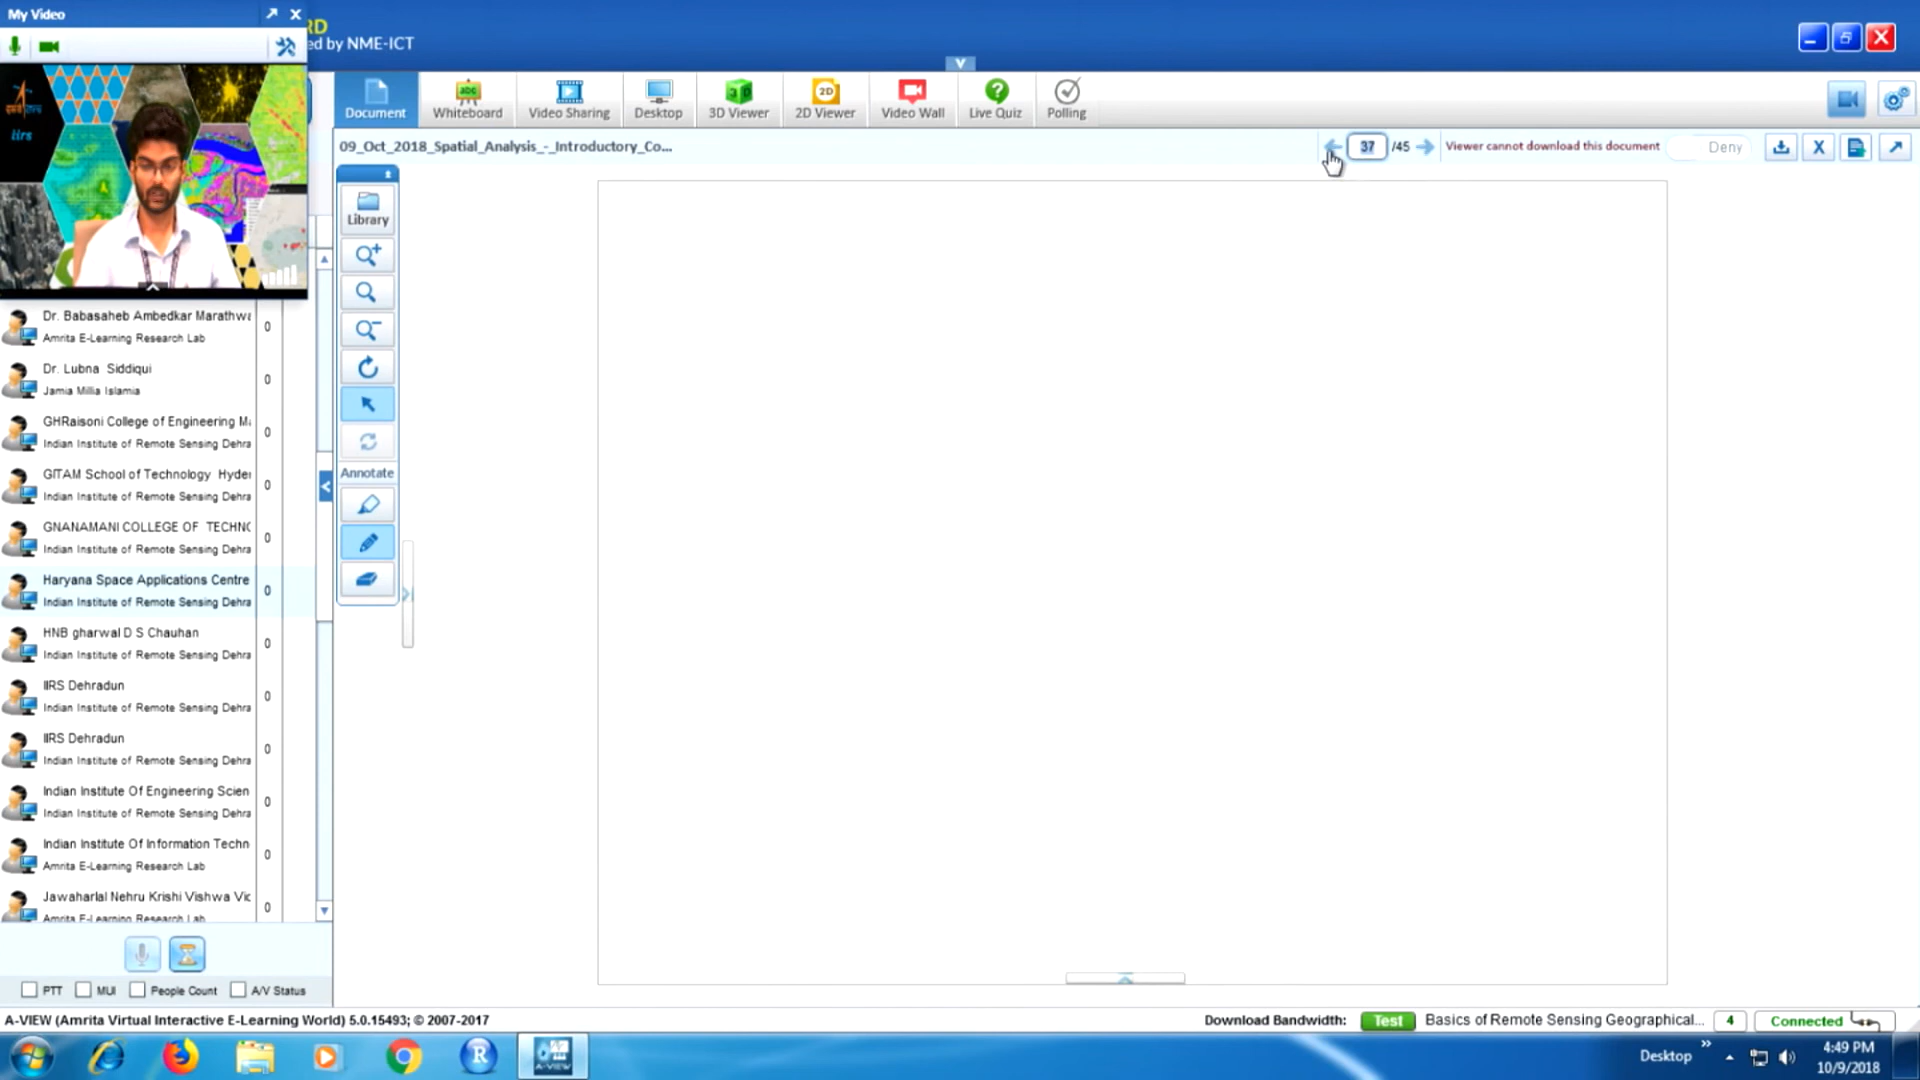 My Video
RD
ed by NME-ICT
Document
Whiteboard
Video Sharing
Desktop
3D Viewer
2D Viewer
Video Wall
Live Quiz
Polling
09_Oct_2018_Spatial_Analysis_-_Introductory_Co...
37 /45
Viewer cannot download this document
Deny
iirs
Library
Annotate
Dr. Babasaheb Ambedkar Marathwa
Amrita E-Learning Research Lab
0
Dr. Lubna Siddiqui
Jamia Millia Islamia
0
GHRaisoni College of Engineering M
Indian Institute of Remote Sensing Dehra
0
GITAM School of Technology Hyder
Indian Institute of Remote Sensing Dehra
0
GNANAMANI COLLEGE OF TECHNO
Indian Institute of Remote Sensing Dehra
0
Haryana Space Applications Centre
Indian Institute of Remote Sensing Dehra
0
HNB gharwal D S Chauhan
Indian Institute of Remote Sensing Dehra
0
IIRS Dehradun
Indian Institute of Remote Sensing Dehra
0
IIRS Dehradun
Indian Institute of Remote Sensing Dehra
0
Indian Institute Of Engineering Scien
Indian Institute of Remote Sensing Dehra
0
Indian Institute Of Information Techn
Amrita E-Learning Research Lab
0
Jawaharlal Nehru Krishi Vishwa Vic
Amrita E-Learning Research Lab
0
PTT
MUI
People Count
A/V Status
A-VIEW (Amrita Virtual Interactive E-Learning World) 5.0.15493; © 2007-2017
Download Bandwidth:
Test
Basics of Remote Sensing Geographical...
4
Connected
A-VIEW
Desktop
4:49 PM
10/9/2018